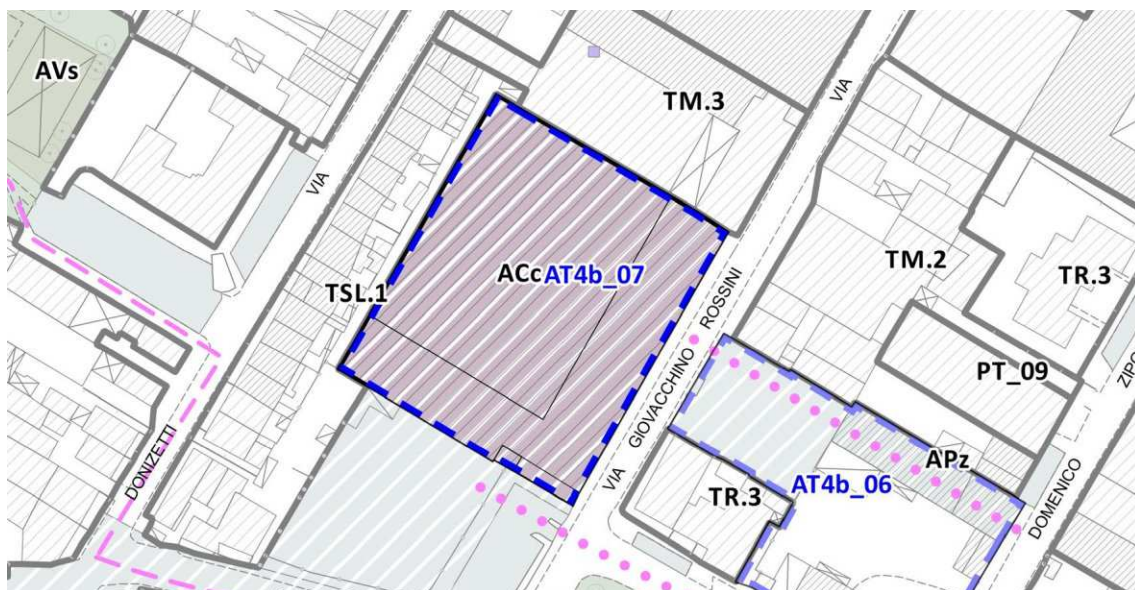 AVs
TM.3
VIA
VIA
ACc AT4b_07
TSL.1
ROSSINI
GIOVACCHINO
VIA
TM.2
TR.3
PT_09
ZIPO
DOMENICO
APz
AT4b_06
TR.3
DONIZETTI